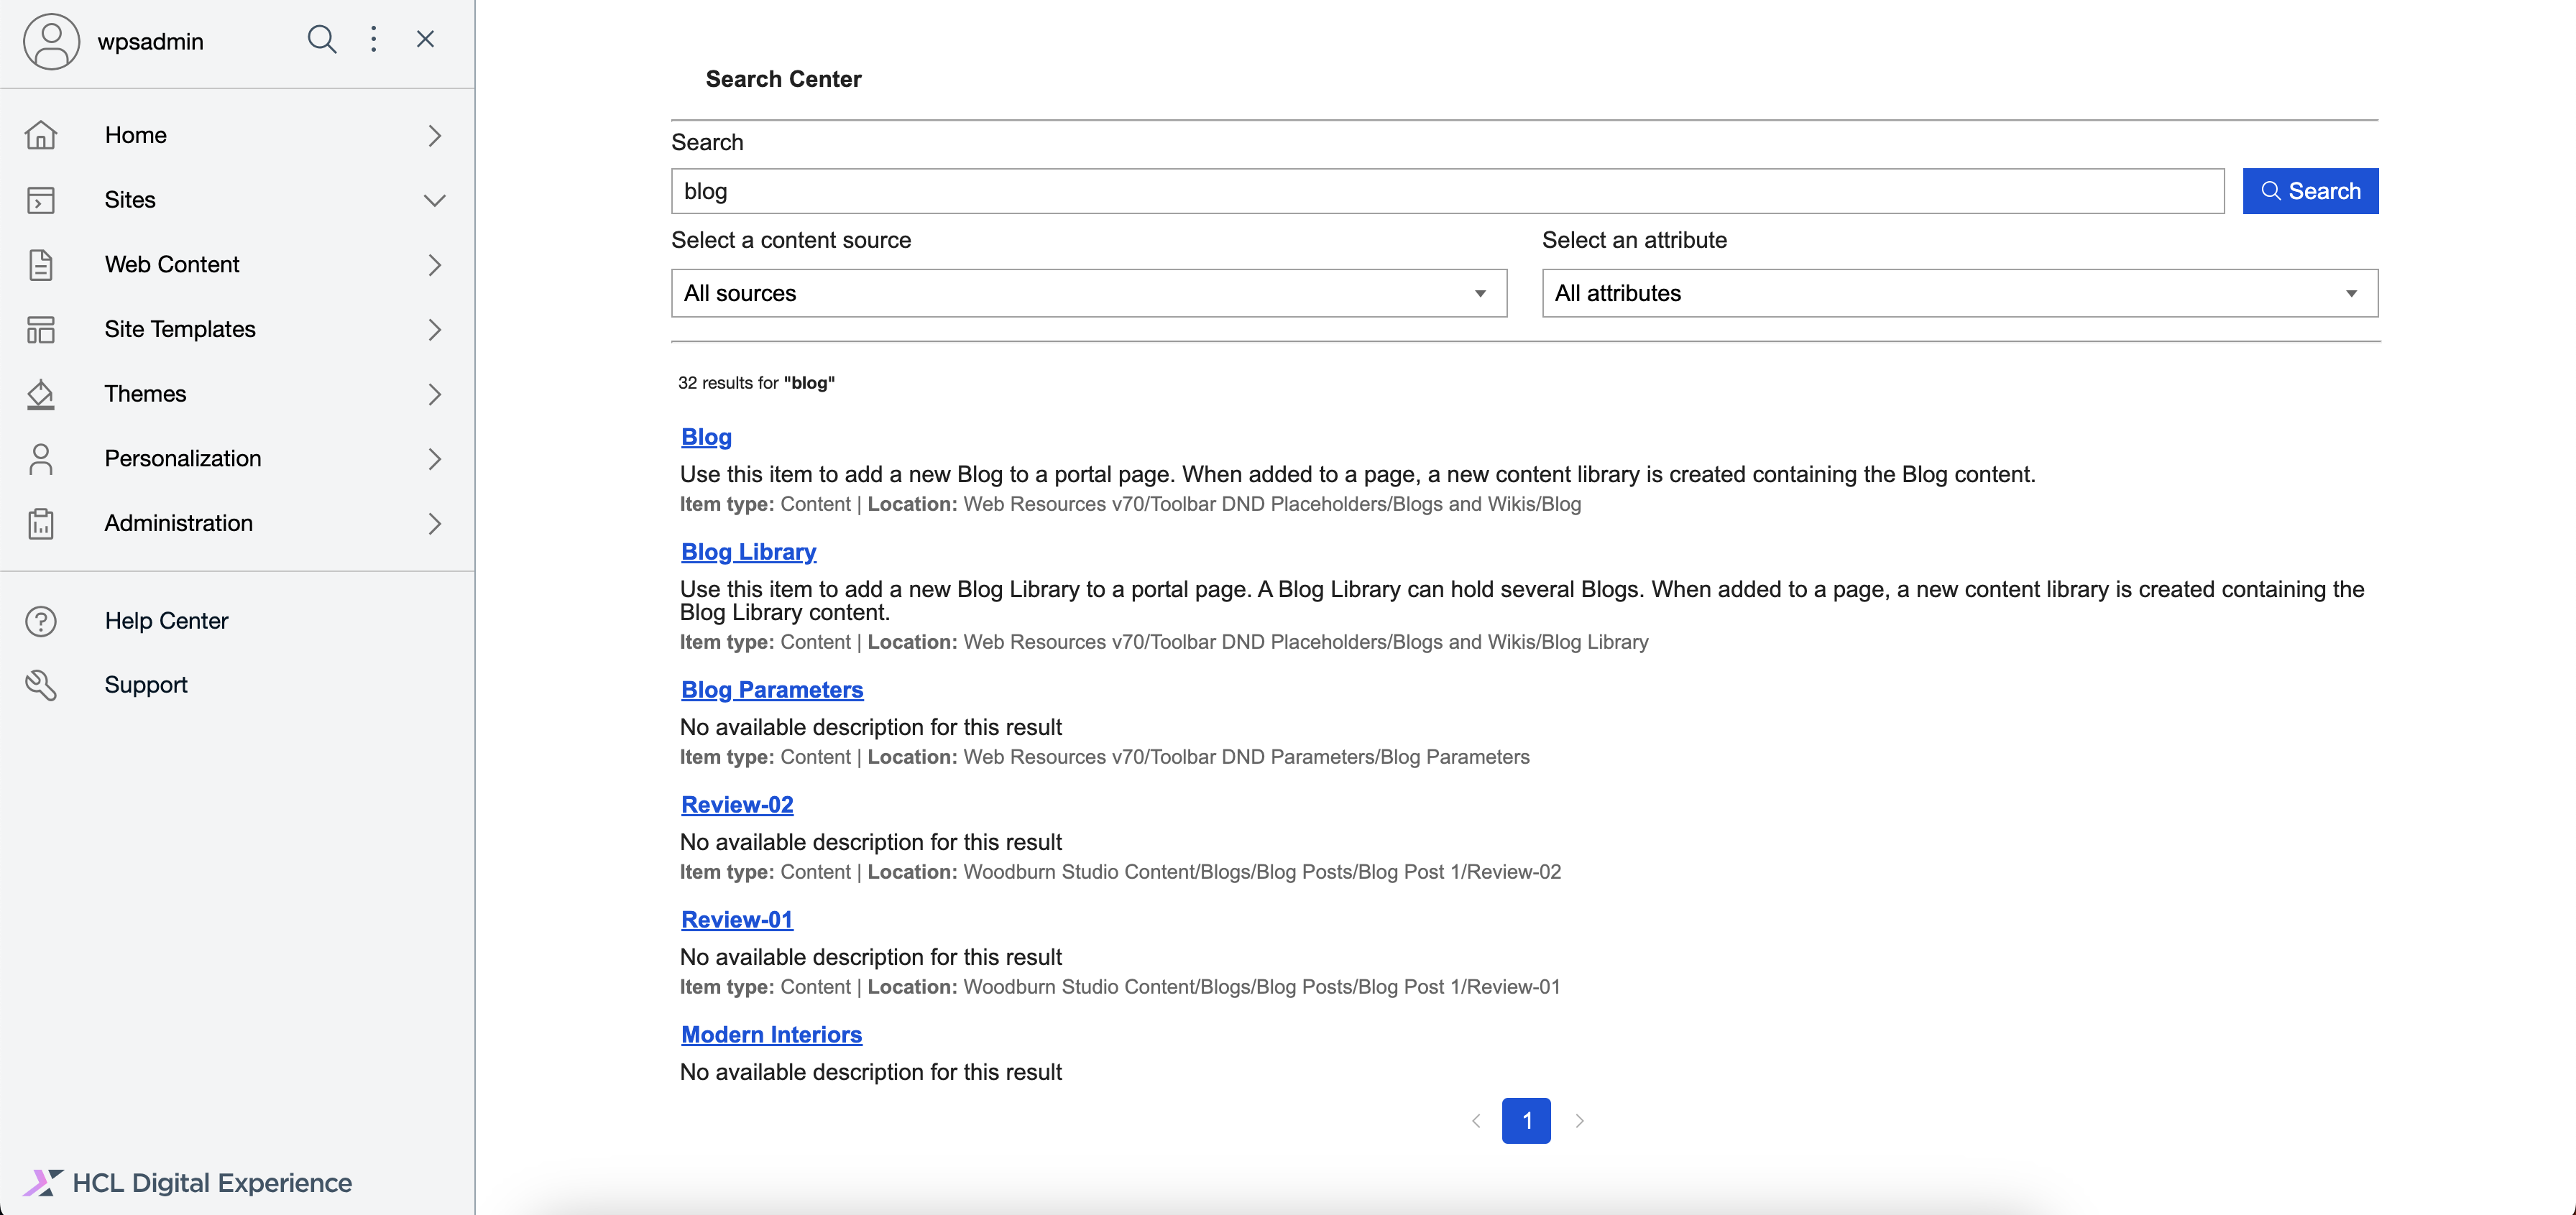 wpsadmin
Home
Sites
Web Content
Site Templates
Themes
Personalization
Administration
Help Center
Support
HCL Digital Experience
Search Center
Search
blog
Search
Select a content source
Select an attribute
All sources
All attributes
32 results for "blog"
Blog
Use this item to add a new Blog to a portal page. When added to a page, a new content library is created containing the Blog content.
Item type: Content | Location: Web Resources v70/Toolbar DND Placeholders/Blogs and Wikis/Blog
Blog Library
Use this item to add a new Blog Library to a portal page. A Blog Library can hold several Blogs. When added to a page, a new content library is created containing the
Blog Library content.
Item type: Content | Location: Web Resources v70/Toolbar DND Placeholders/Blogs and Wikis/Blog Library
Blog Parameters
No available description for this result
Item type: Content | Location: Web Resources v70/Toolbar DND Parameters/Blog Parameters
Review-02
No available description for this result
Item type: Content | Location: Woodburn Studio Content/Blogs/Blog Posts/Blog Post 1/Review-02
Review-01
No available description for this result
Item type: Content | Location: Woodburn Studio Content/Blogs/Blog Posts/Blog Post 1/Review-01
Modern Interiors
No available description for this result
1